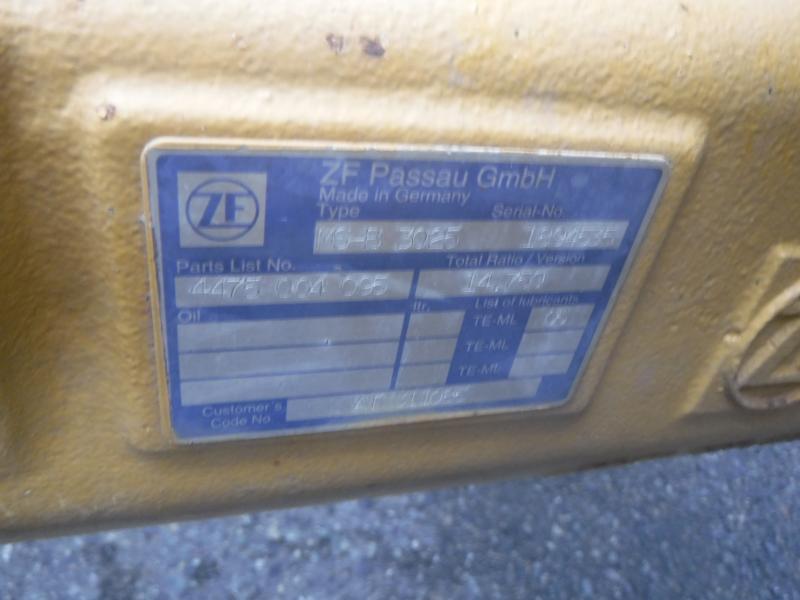 ZF Passau GmbH
ZF
Made in Germany
Type Serial-No.
3025
Parts List No. Total Ratio / Version
4475 004 095 14,750
Oil ltr. List of lubricants
TE-ML 05
TE-ML
TE-ML
Customer's
Code No.